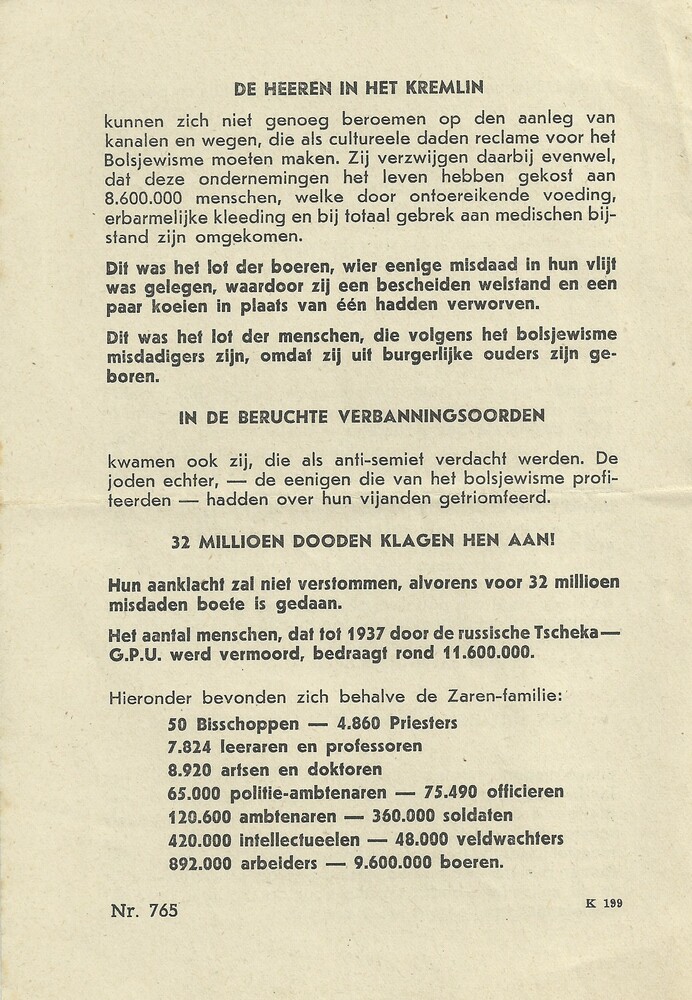 DE HEEREN IN HET KREMLIN
kunnen zich niet genoeg beroemen op den aanleg van
kanalen en wegen, die als cultureele daden reclame voor het
Bolsjewisme moeten maken. Zij verzwijgen daarbij evenwel,
dat deze ondernemingen het leven hebben gekost aan
8.600.000 menschen, welke door ontoereikende voeding,
erbarmelijke kleeding en bij totaal gebrek aan medischen bij-
stand zijn omgekomen.
Dit was het lot der boeren, wier eenige misdaad in hun vlijt
was gelegen, waardoor zij een bescheiden welstand en een
paar koeien in plaats van één hadden verworven.
Dit was het lot der menschen, die volgens het bolsjewisme
misdadigers zijn, omdat zij uit burgerlijke ouders zijn ge-
boren.
IN DE BERUCHTE VERBANNINGSOORDEN
kwamen ook zij, die als anti-semiet verdacht werden. De
joden echter, — de eenigen die van het bolsjewisme profi-
teerden — hadden over hun vijanden getriomfeerd.
32 MILLIOEN DOODEN KLAGEN HEN AAN!
Hun aanklacht zal niet verstommen, alvorens voor 32 millioen
misdaden boete is gedaan.
Het aantal menschen, dat tot 1937 door de russische Tscheka—
G.P.U. werd vermoord, bedraagt rond 11.600.000.
Hieronder bevonden zich behalve de Zaren-familie:
50 Bisschoppen — 4.860 Priesters
7.824 leeraren en professoren
8.920 artsen en doktoren
65.000 politie-ambtenaren — 75.490 officieren
120.600 ambtenaren — 360.000 soldaten
420.000 intellectueelen — 48.000 veldwachters
892.000 arbeiders — 9.600.000 boeren.
Nr. 765
K 199